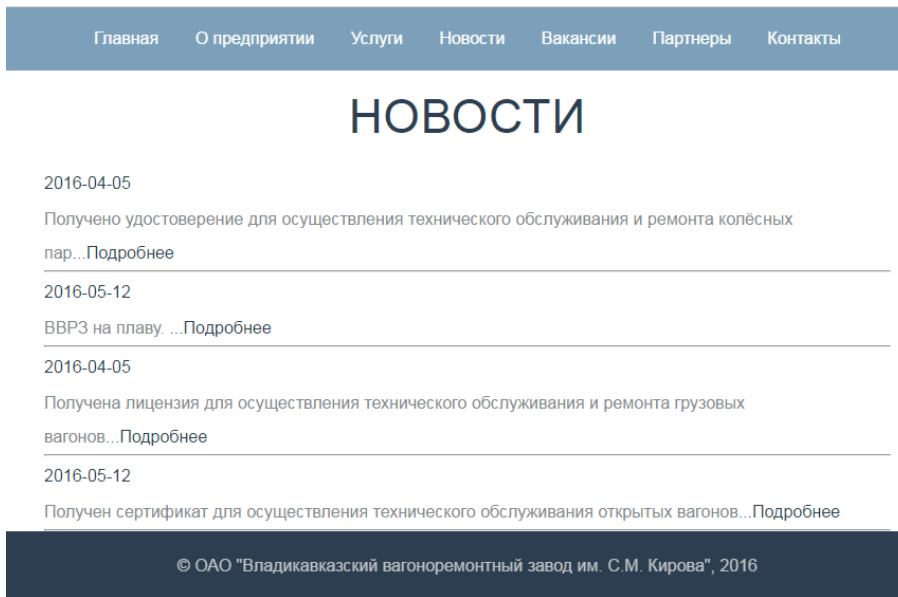 Главная О предприятии Услуги Новости Вакансии Партнеры Контакты
НОВОСТИ
2016-04-05
Получено удостоверение для осуществления технического обслуживания и ремонта колёсных
пар...Подробнее
2016-05-12
ВВРЗ на плаву. ...Подробнее
2016-04-05
Получена лицензия для осуществления технического обслуживания и ремонта грузовых
вагонов...Подробнее
2016-05-12
Получен сертификат для осуществления технического обслуживания открытых вагонов...Подробнее
© ОАО "Владикавказский вагоноремонтный завод им. С.М. Кирова", 2016